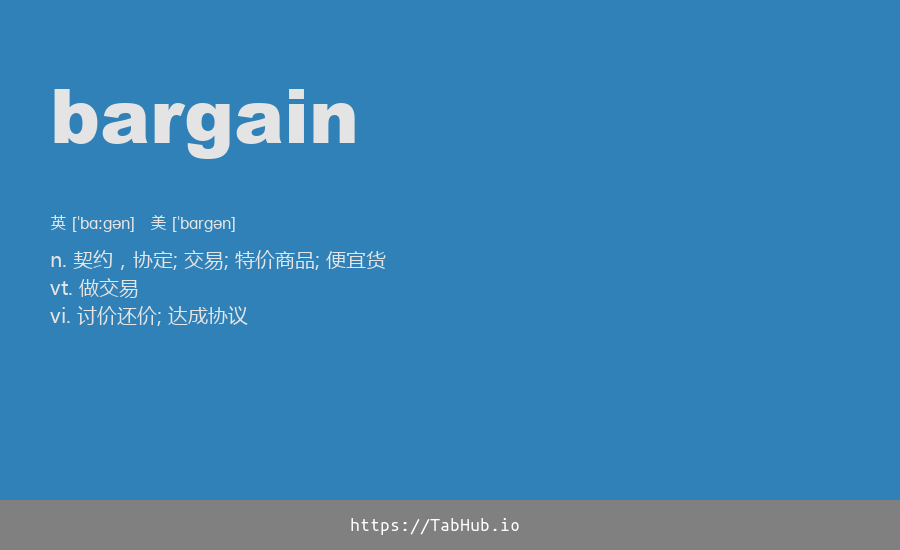 bargain
英 [ˈbɑːgən] 美 [ˈbɑrgən]
n. 契约，协定; 交易; 特价商品; 便宜货
vt. 做交易
vi. 讨价还价; 达成协议
https://TabHub.io